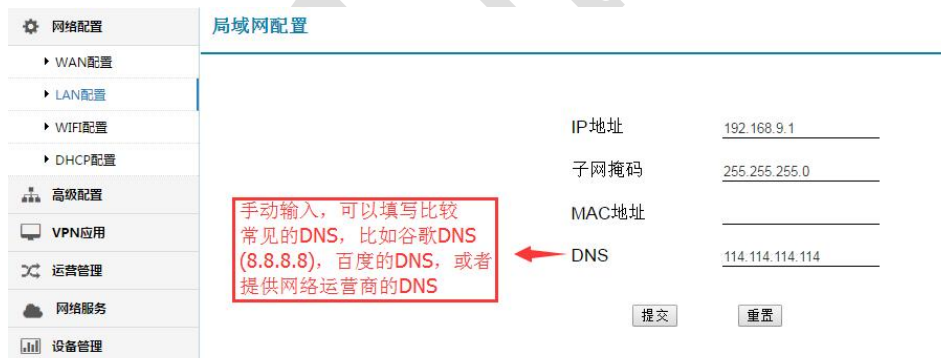 网络配置
WAN配置
LAN配置
WIFI配置
DHCP配置
高级配置
VPN应用
运营管理
网络服务
设备管理
局域网配置
IP地址 192.168.9.1
子网掩码 255.255.255.0
MAC地址
DNS 114.114.114.114
手动输入，可以填写比较
常见的DNS，比如谷歌DNS
(8.8.8.8)，百度的DNS，或者
提供网络运营商的DNS
提交 重置